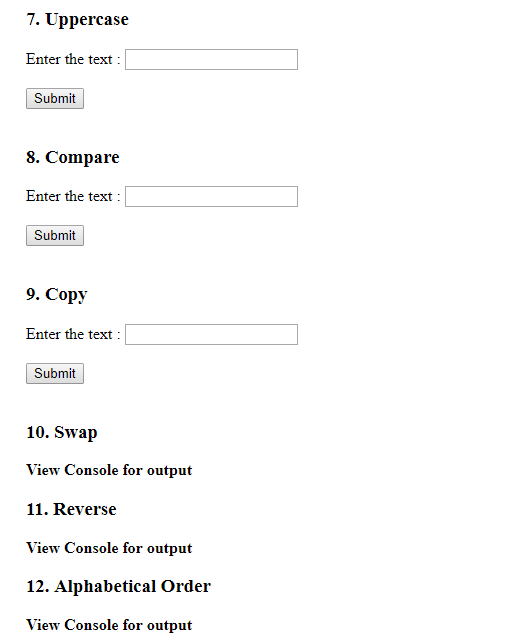 7. Uppercase
Enter the text :
Submit
8. Compare
Enter the text :
Submit
9. Copy
Enter the text :
Submit
10. Swap
View Console for output
11. Reverse
View Console for output
12. Alphabetical Order
View Console for output